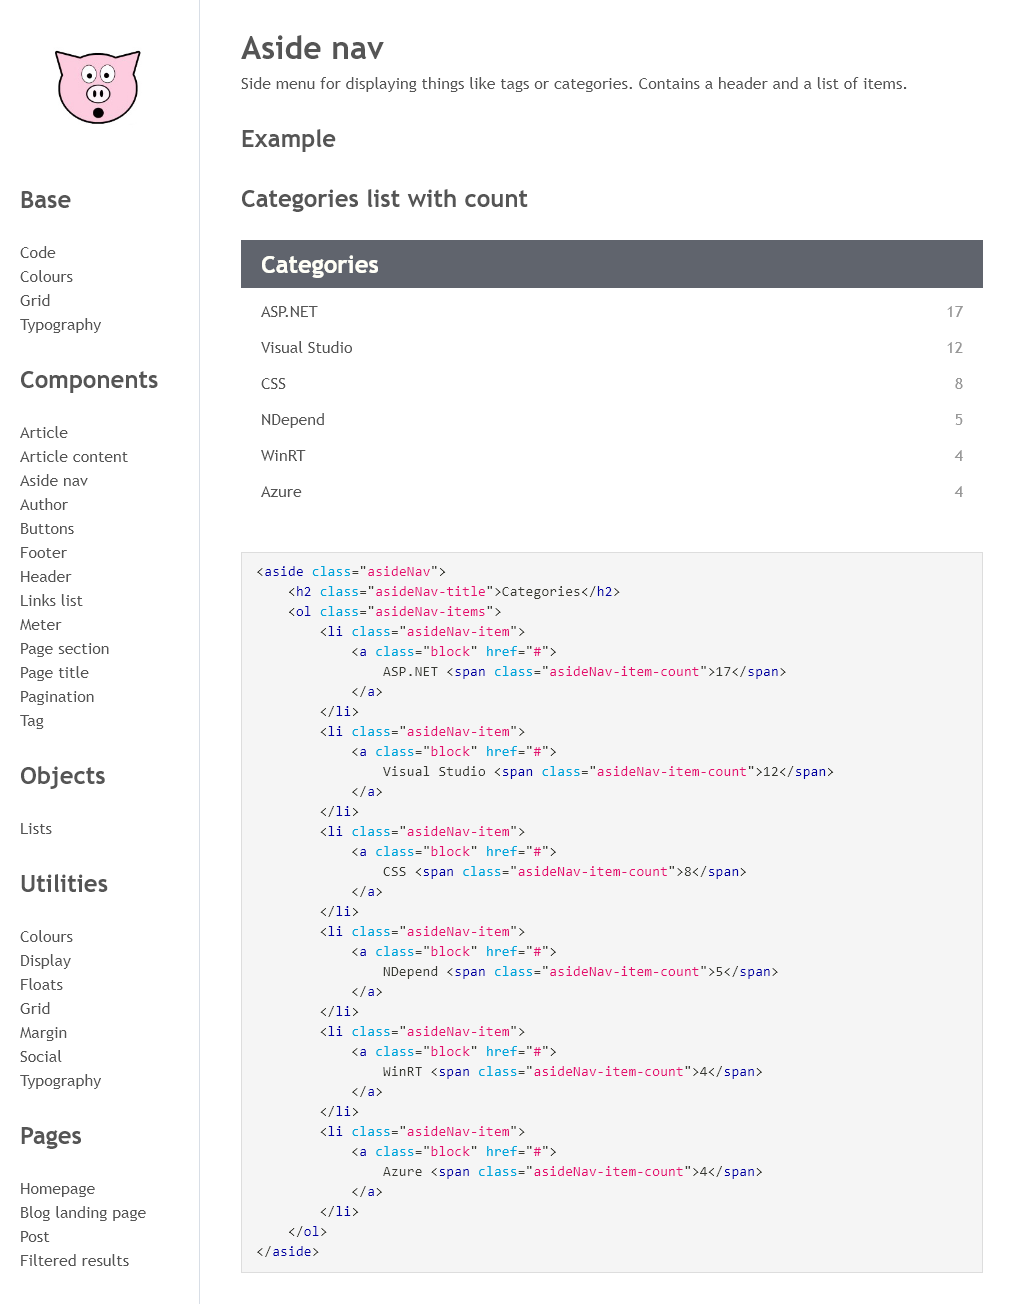 Base
Code
Colours
Grid
Typography
Components
Article
Article content
Aside nav
Author
Buttons
Footer
Header
Links list
Meter
Page section
Page title
Pagination
Tag
Objects
Lists
Utilities
Colours
Display
Floats
Grid
Margin
Social
Typography
Pages
Homepage
Blog landing page
Post
Filtered results
Aside nav
Side menu for displaying things like tags or categories. Contains a header and a list of items.
Example
Categories list with count
Categories
ASP.NET 17
Visual Studio 12
CSS 8
NDepend 5
WinRT 4
Azure 4
<aside class="asideNav">
    <h2 class="asideNav-title">Categories</h2>
    <ol class="asideNav-items">
        <li class="asideNav-item">
            <a class="block" href="#">
                ASP.NET <span class="asideNav-item-count">17</span>
            </a>
        </li>
        <li class="asideNav-item">
            <a class="block" href="#">
                Visual Studio <span class="asideNav-item-count">12</span>
            </a>
        </li>
        <li class="asideNav-item">
            <a class="block" href="#">
                CSS <span class="asideNav-item-count">8</span>
            </a>
        </li>
        <li class="asideNav-item">
            <a class="block" href="#">
                NDepend <span class="asideNav-item-count">5</span>
            </a>
        </li>
        <li class="asideNav-item">
            <a class="block" href="#">
                WinRT <span class="asideNav-item-count">4</span>
            </a>
        </li>
        <li class="asideNav-item">
            <a class="block" href="#">
                Azure <span class="asideNav-item-count">4</span>
            </a>
        </li>
    </ol>
</aside>